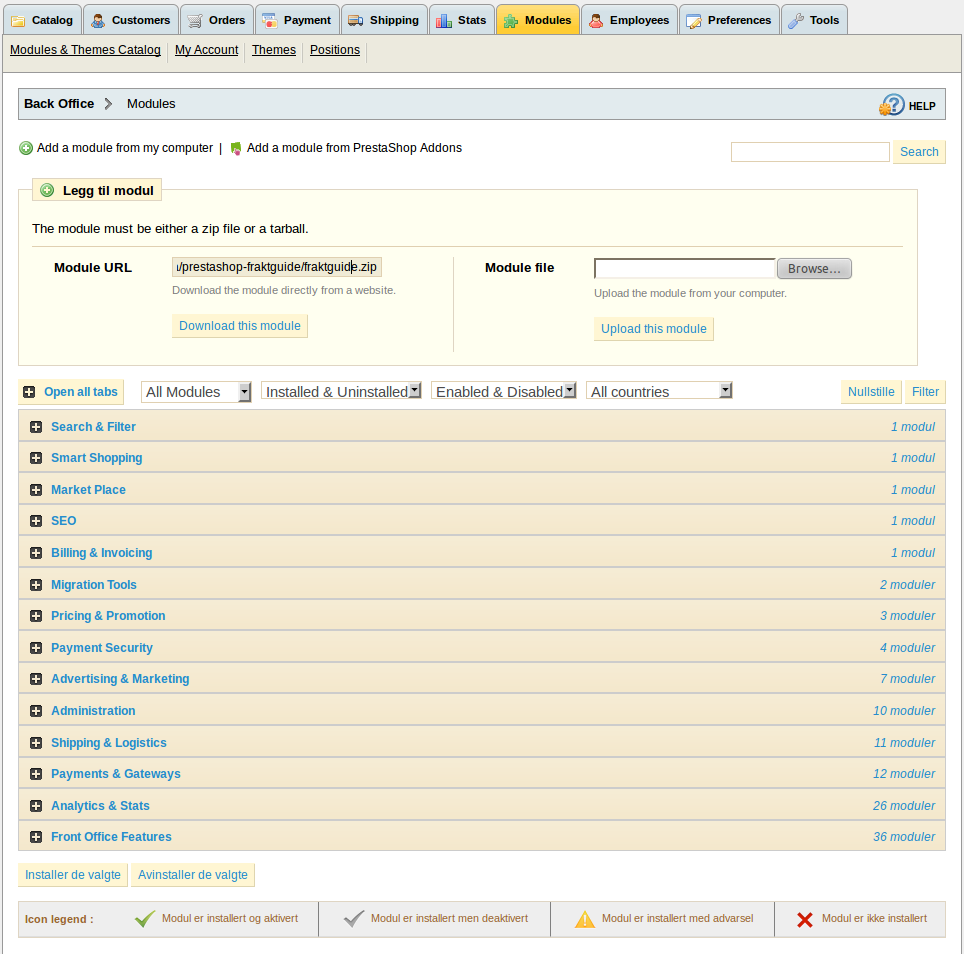 Catalog Customers Orders Payment Shipping Stats Modules Employees Preferences Tools
Modules & Themes Catalog My Account Themes Positions
Back Office Modules HELP
Add a module from my computer | Add a module from PrestaShop Addons
Search
Legg til modul
The module must be either a zip file or a tarball.
Module URL /prestashop-fraktguide/fraktguide.zip
Download the module directly from a website.
Download this module
Module file Browse...
Upload the module from your computer.
Upload this module
Open all tabs All Modules Installed & Uninstalled Enabled & Disabled All countries Nullstille Filter
Search & Filter 1 modul
Smart Shopping 1 modul
Market Place 1 modul
SEO 1 modul
Billing & Invoicing 1 modul
Migration Tools 2 moduler
Pricing & Promotion 3 moduler
Payment Security 4 moduler
Advertising & Marketing 7 moduler
Administration 10 moduler
Shipping & Logistics 11 moduler
Payments & Gateways 12 moduler
Analytics & Stats 26 moduler
Front Office Features 36 moduler
Installer de valgte Avinstaller de valgte
Icon legend : Modul er installert og aktivert Modul er installert men deaktivert Modul er installert med advarsel Modul er ikke installert